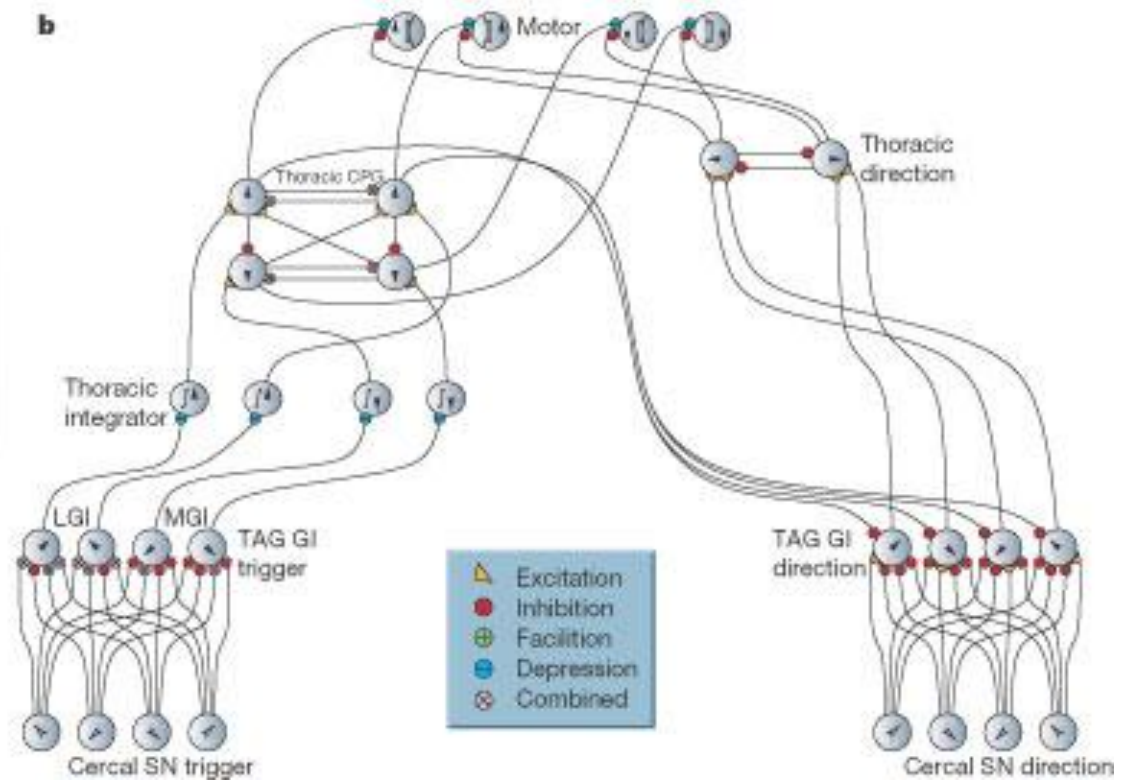 b
Motor
Thoracic
direction
Thoracic CPG
Thoracic
integrator
LGI
MGI
TAG GI
trigger
TAG GI
direction
Excitation
Inhibition
Facilition
Depression
Combined
Cercal SN trigger
Cercal SN direction